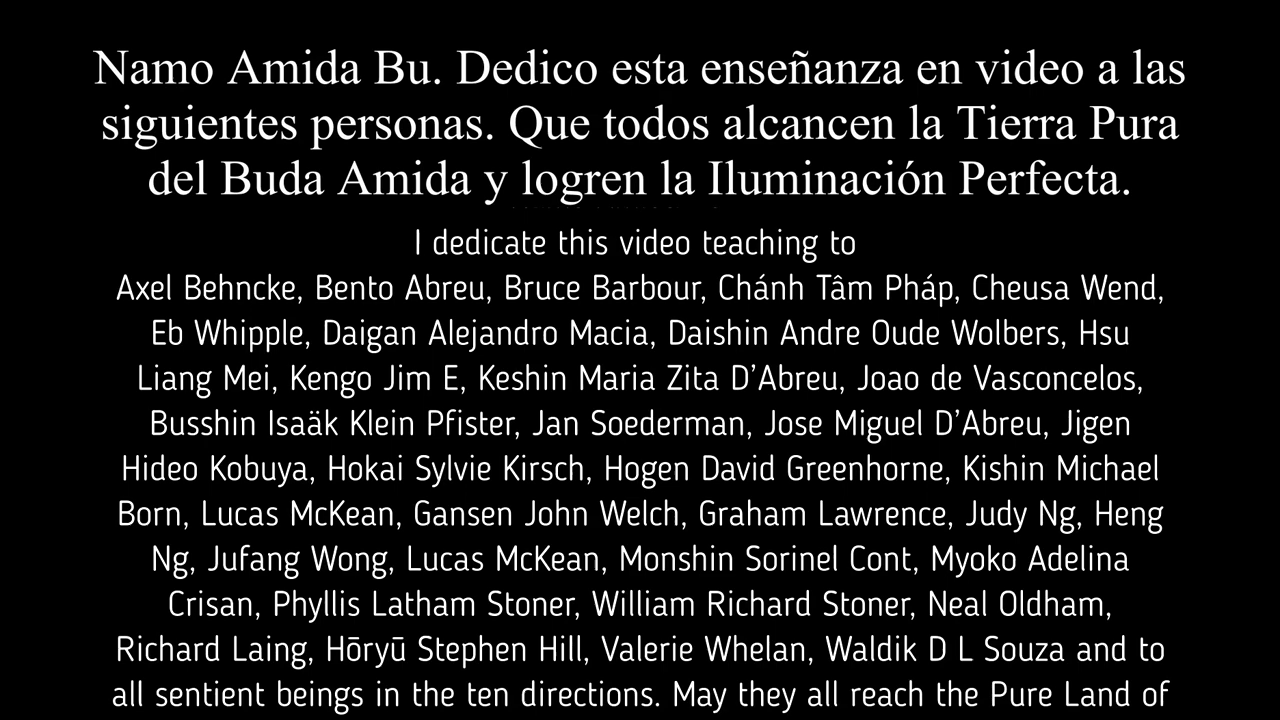 Namo Amida Bu. Dedico esta enseñanza en video a las
siguientes personas. Que todos alcancen la Tierra Pura
del Buda Amida y logren la Iluminación Perfecta.
I dedicate this video teaching to
Axel Behncke, Bento Abreu, Bruce Barbour, Chánh Tâm Pháp, Cheusa Wend,
Eb Whipple, Daigan Alejandro Macia, Daishin Andre Oude Wolbers, Hsu
Liang Mei, Kengo Jim E, Keshin Maria Zita D’Abreu, Joao de Vasconcelos,
Busshin Isaäk Klein Pfister, Jan Soederman, Jose Miguel D’Abreu, Jigen
Hideo Kobuya, Hokai Sylvie Kirsch, Hogen David Greenhorne, Kishin Michael
Born, Lucas McKean, Gansen John Welch, Graham Lawrence, Judy Ng, Heng
Ng, Jufang Wong, Lucas McKean, Monshin Sorinel Cont, Myoko Adelina
Crisan, Phyllis Latham Stoner, William Richard Stoner, Neal Oldham,
Richard Laing, Hōryū Stephen Hill, Valerie Whelan, Waldik D L Souza and to
all sentient beings in the ten directions. May they all reach the Pure Land of